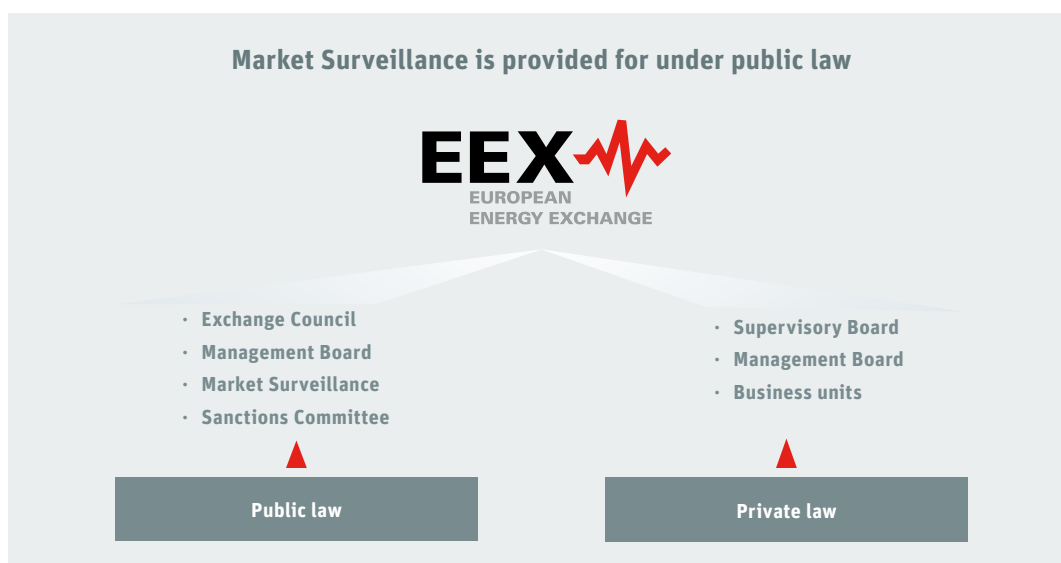 Market Surveillance is provided for under public law
EEX
EUROPEAN
ENERGY EXCHANGE
· Exchange Council
· Management Board
· Market Surveillance
· Sanctions Committee
· Supervisory Board
· Management Board
· Business units
Public law
Private law